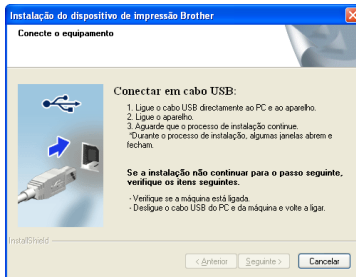 Instalação do dispositivo de impressão Brother
Conecte o equipamento
Conectar em cabo USB:
1. Ligue o cabo USB directamente ao PC e ao aparelho.
2. Ligue o aparelho.
3. Aguarde que o processo de instalação continue.
*Durante o processo de instalação, algumas janelas abrem e
fecham.
Se a instalação não continuar para o passo seguinte,
verifique os itens seguintes.
- Verifique se a máquina está ligada.
- Desligue o cabo USB do PC e da máquina e volte a ligar.
InstallShield
< Anterior Seguinte > Cancelar